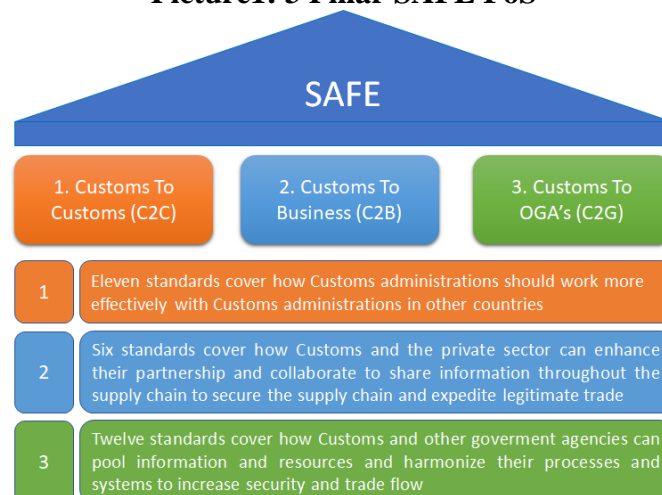 SAFE
1. Customs To
Customs (C2C)
2. Customs To
Business (C2B)
3. Customs To
OGA's (C2G)
1
Eleven standards cover how Customs administrations should work more
effectively with Customs administrations in other countries
2
Six standards cover how Customs and the private sector can enhance
their partnership and collaborate to share information throughout the
supply chain to secure the supply chain and expedite legitimate trade
3
Twelve standards cover how Customs and other goverment agencies can
pool information and resources and harmonize their processes and
systems to increase security and trade flow